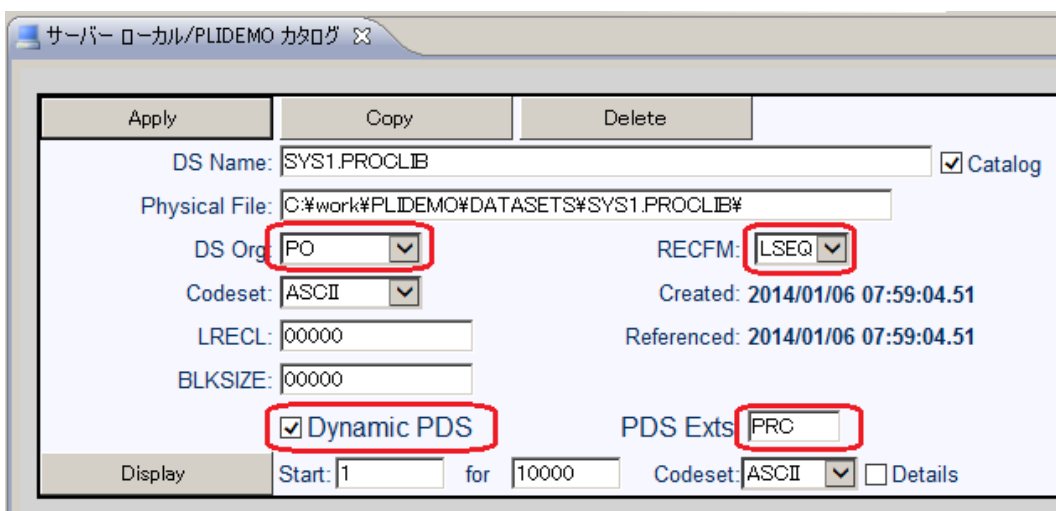 サーバー ローカル/PLIDEMO カタログ
Apply Copy Delete
DS Name: SYS1.PROCLIB Catalog
Physical File: C:¥work¥PLIDEMO¥DATASETS¥SYS1.PROCLIB¥
DS Org: PO RECFM: LSEQ
Codeset: ASCII Created: 2014/01/06 07:59:04.51
LRECL: 00000 Referenced: 2014/01/06 07:59:04.51
BLKSIZE: 00000
Dynamic PDS PDS Exts PRC
Display Start: 1 for 10000 Codeset: ASCII Details